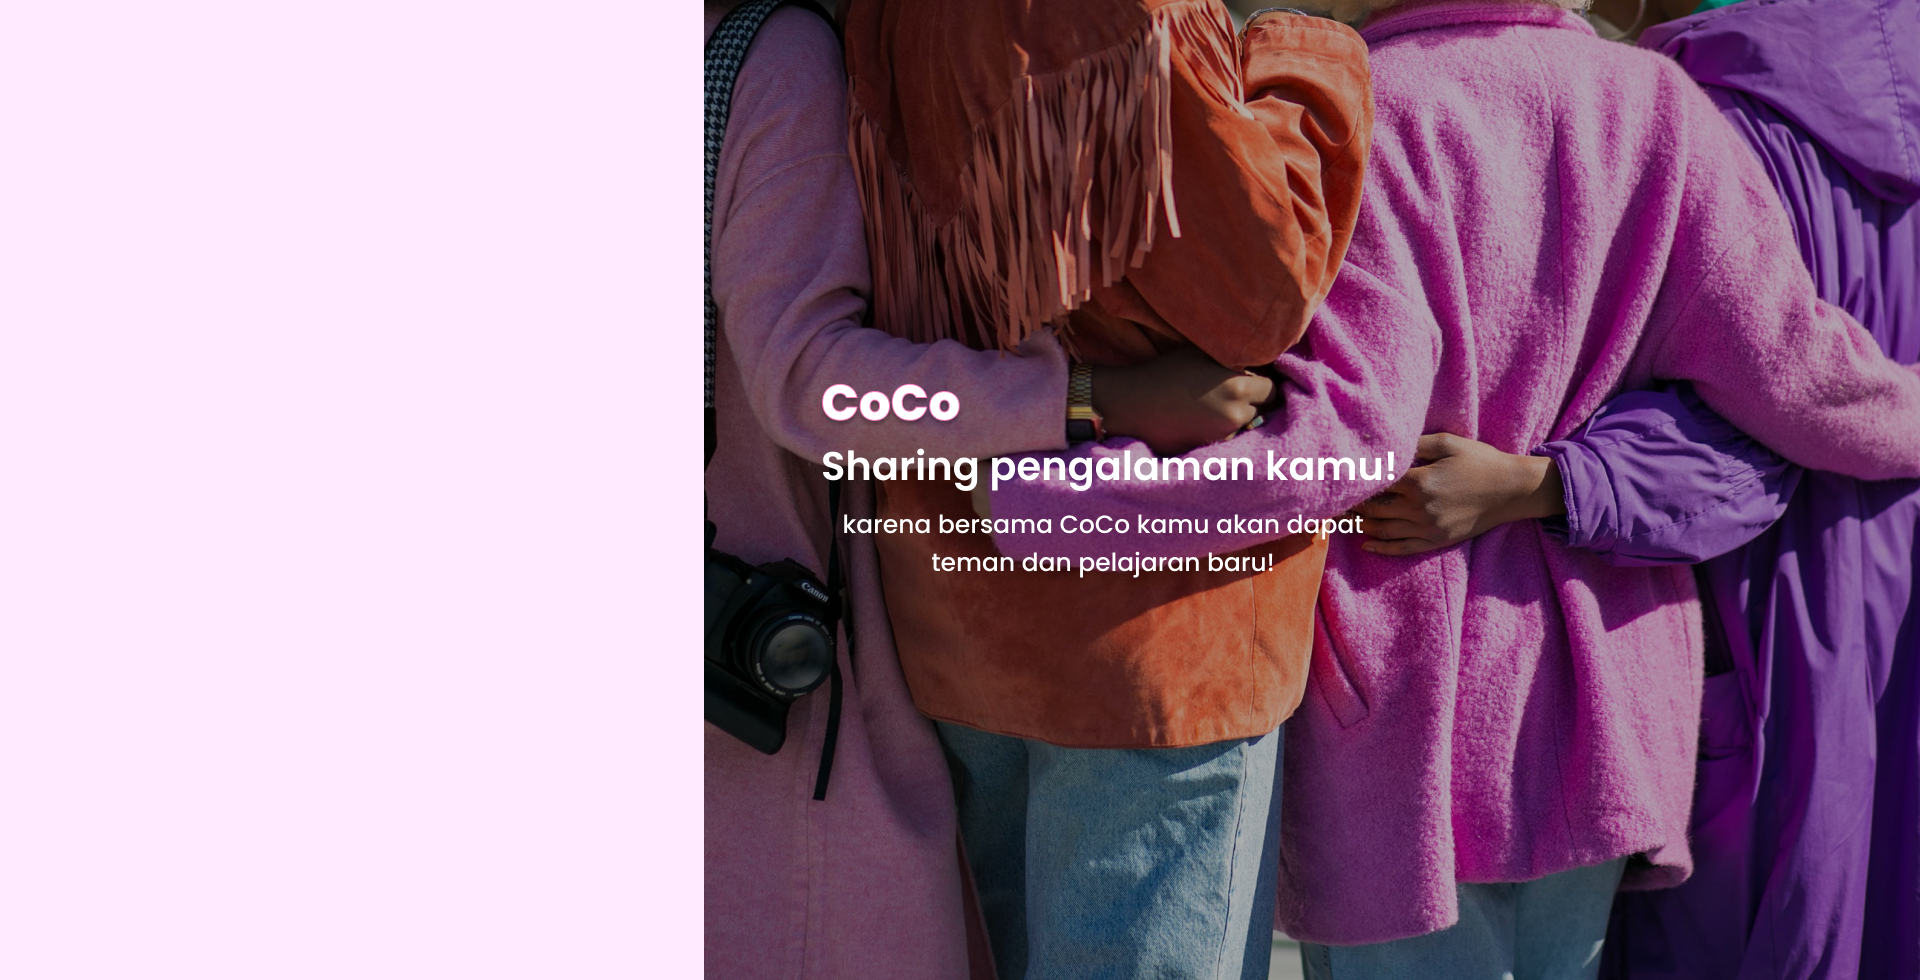 CoCo
Sharing pengalaman kamu!
karena bersama CoCo kamu akan dapat
teman dan pelajaran baru!
Canon